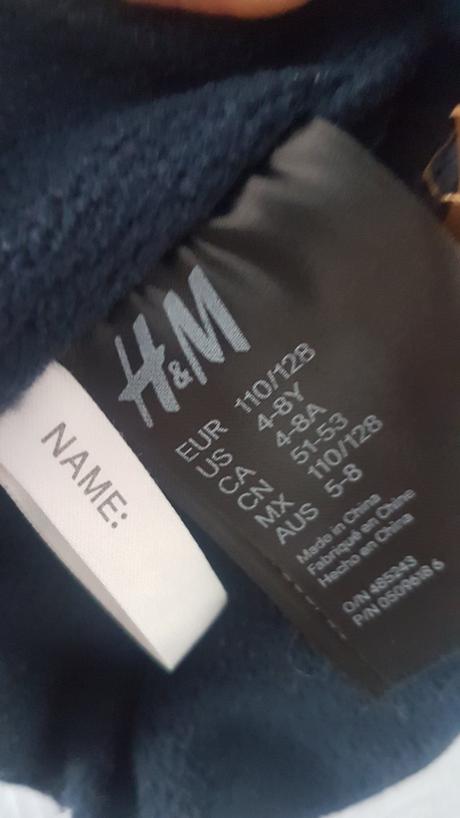 H&M
EUR 110/128
US 4-8Y
CA 4-8A
CN 51-53
MX 110/128
AUS 5-8
Made in China
Fabriqué en Chine
Hecho en China
O/N 485243
P/N 0509618 6
NAME: